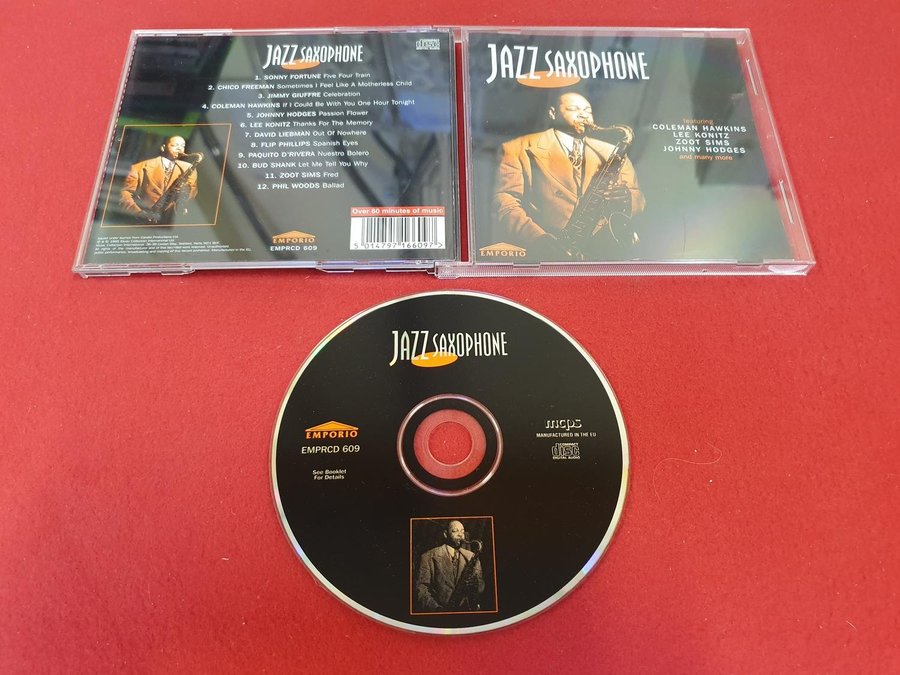 JAZZ SAXOPHONE
COMPACT
disc
DIGITAL AUDIO
1. SONNY FORTUNE Five Four Train
2. CHICO FREEMAN Sometimes I Feel Like A Motherless Child
3. JIMMY GIUFFRE Celebration
4. COLEMAN HAWKINS If I Could Be With You One Hour Tonight
5. JOHNNY HODGES Passion Flower
6. LEE KONITZ Thanks For The Memory
7. DAVID LIEBMAN Out Of Nowhere
8. FLIP PHILLIPS Spanish Eyes
9. PAQUITO D'RIVERA Nuestro Bolero
10. BUD SHANK Let Me Tell You Why
11. ZOOT SIMS Fred
12. PHIL WOODS Ballad
Over 60 minutes of music
5 014797 166097
EMPORIO
EMPRCD 609
JAZZ SAXOPHONE
featuring
COLEMAN HAWKINS
LEE KONITZ
ZOOT SIMS
JOHNNY HODGES
and many more
EMPORIO
JAZZ SAXOPHONE
EMPORIO
EMPRCD 609
See Booklet
For Details
mcps
MANUFACTURED IN THE EU
COMPACT
disc
DIGITAL AUDIO